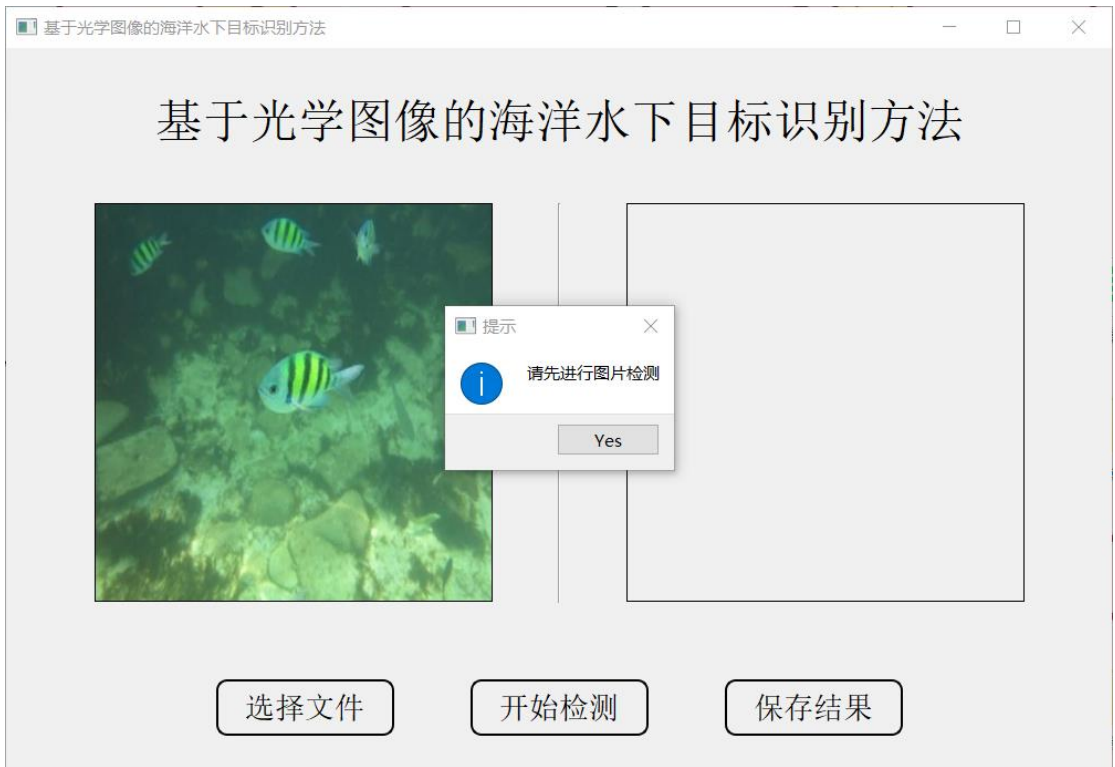 基于光学图像的海洋水下目标识别方法
基于光学图像的海洋水下目标识别方法
提示
请先进行图片检测
Yes
选择文件
开始检测
保存结果